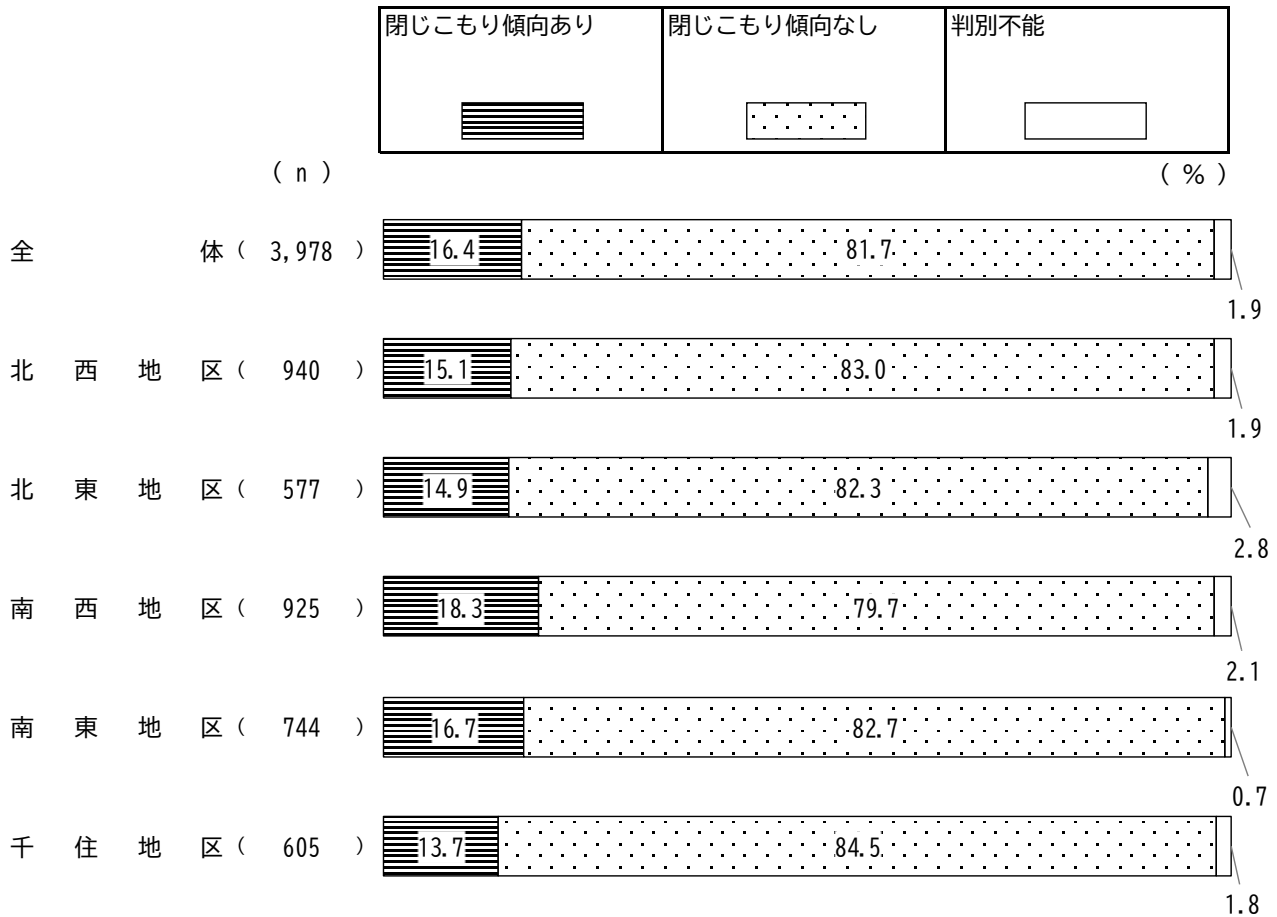 閉じこもり傾向あり 閉じこもり傾向なし 判別不能
( n ) ( % )
全体 ( 3,978 ) 16.4 81.7
1.9
北西地区 ( 940 ) 15.1 83.0
1.9
北東地区 ( 577 ) 14.9 82.3
2.8
南西地区 ( 925 ) 18.3 79.7
2.1
南東地区 ( 744 ) 16.7 82.7
0.7
千住地区 ( 605 ) 13.7 84.5
1.8